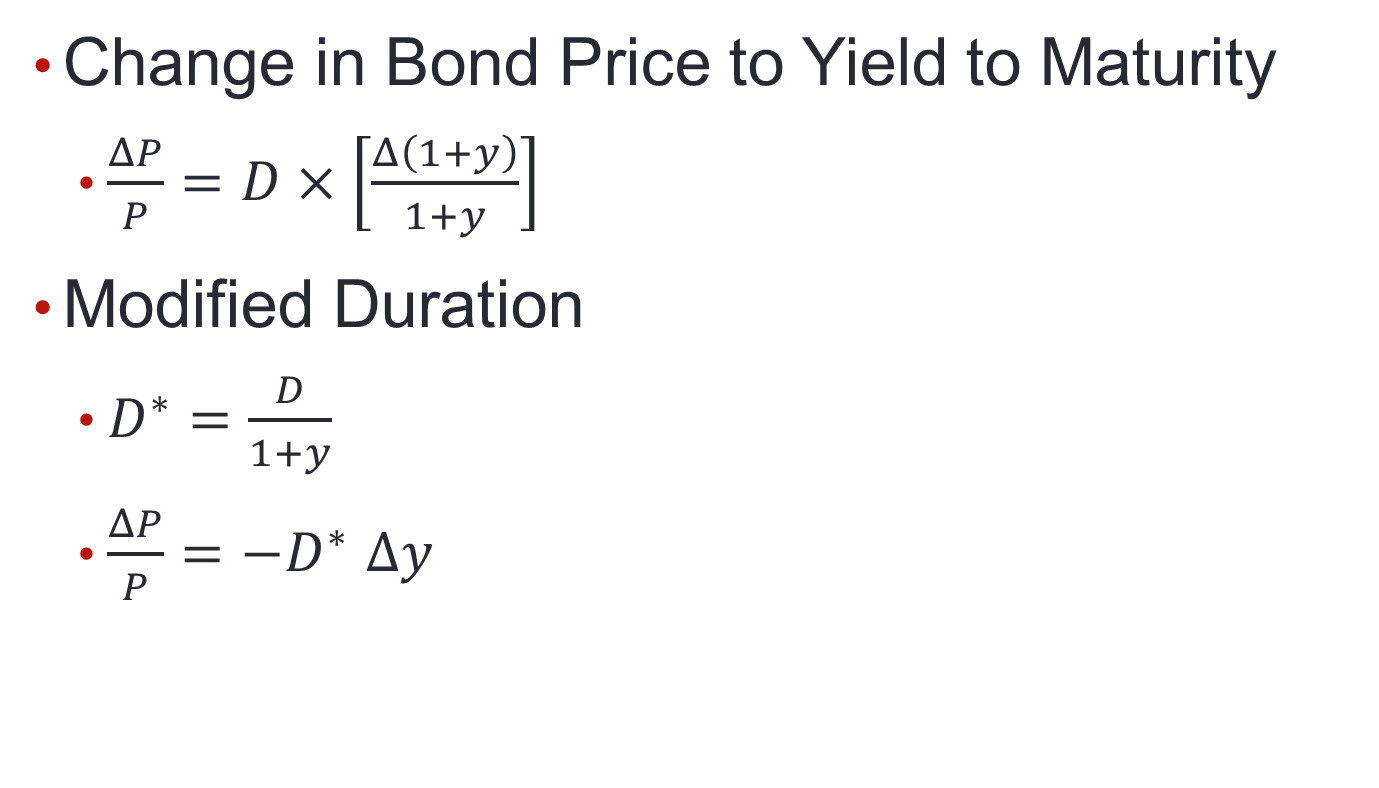 • Change in Bond Price to Yield to Maturity
• ΔP/P = D × [Δ(1+y)/1+y]
• Modified Duration
• D* = D/1+y
• ΔP/P = −D* Δy